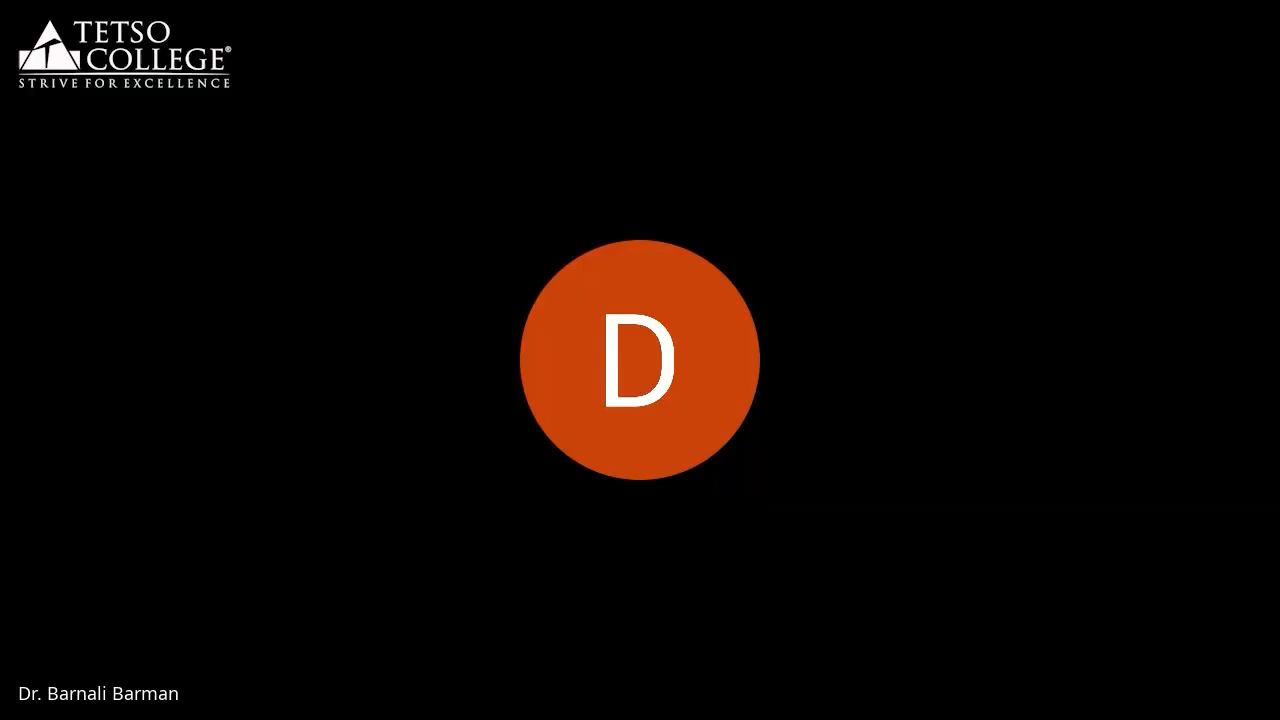 TETSO
COLLEGE®
STRIVE FOR EXCELLENCE
D
Dr. Barnali Barman